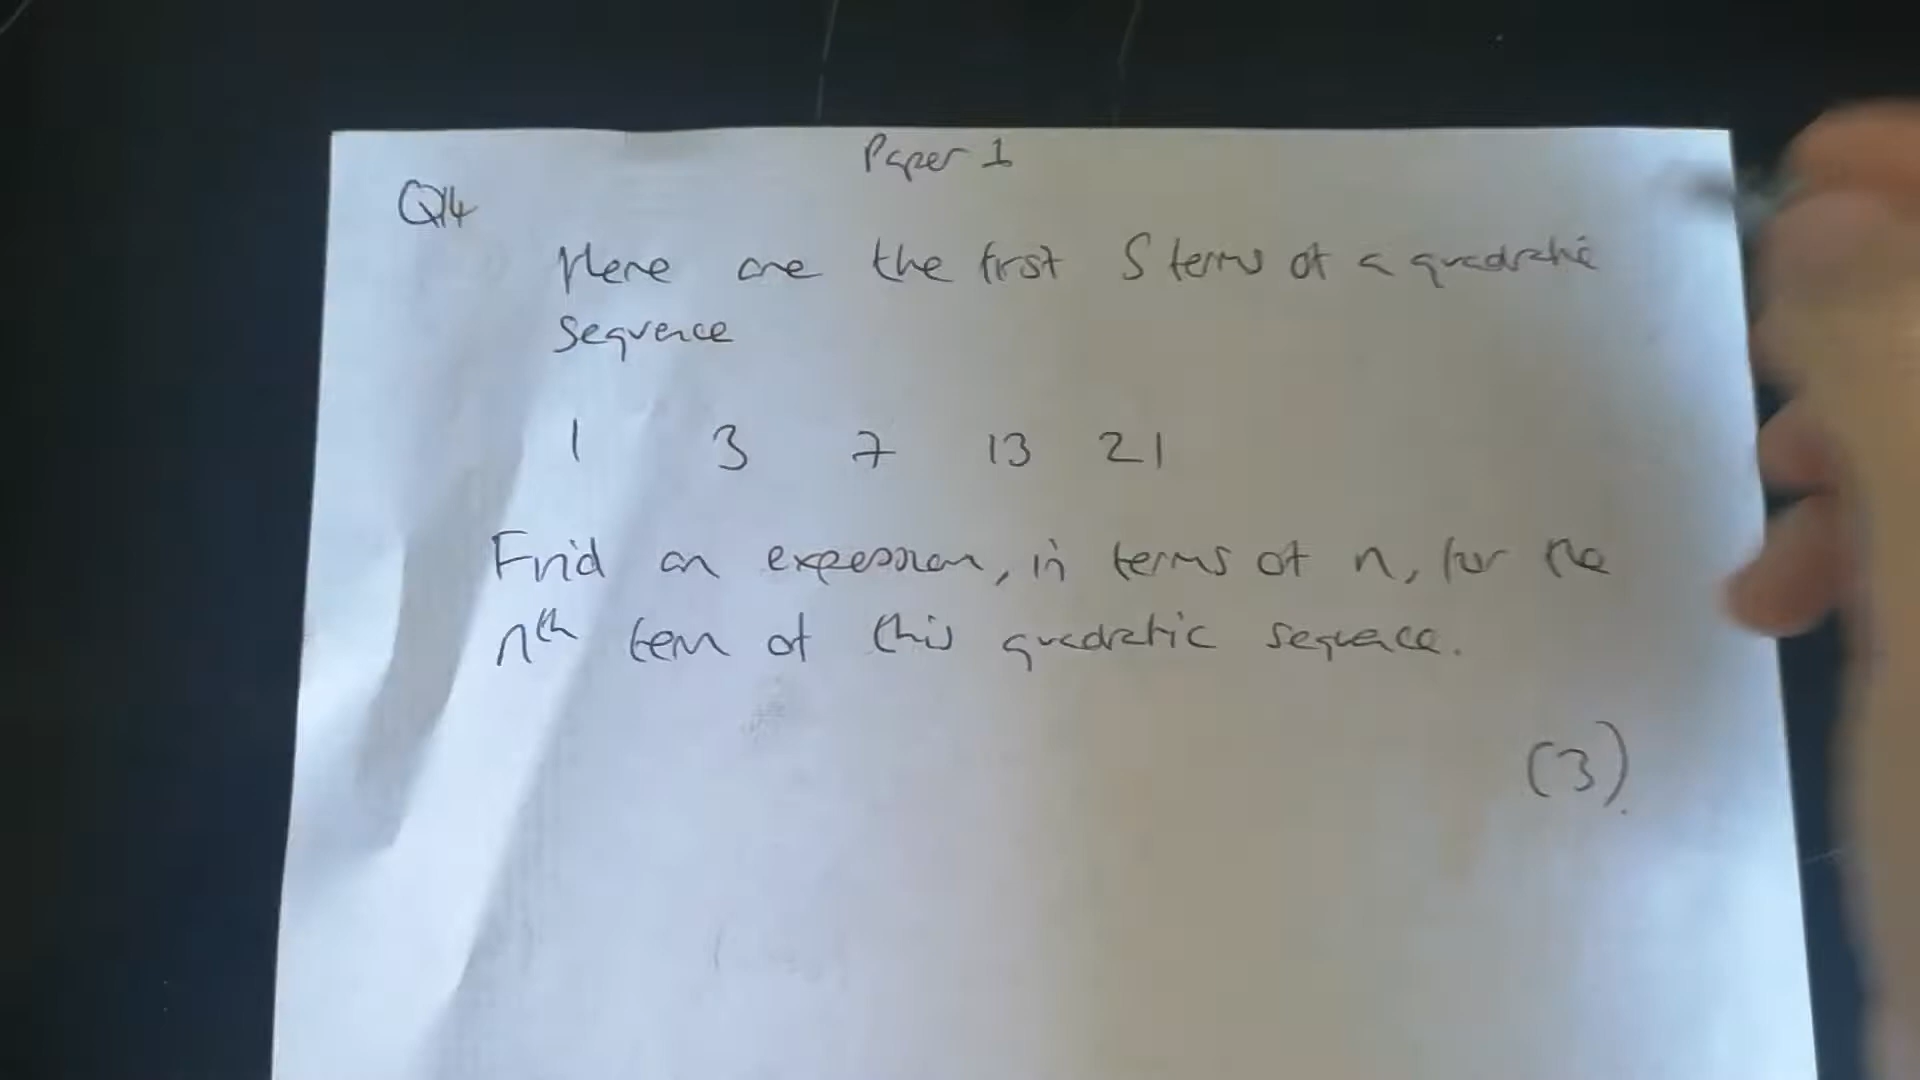 Paper 1
Q14
Here are the first 5 terms of a quadratic
sequence
1 3 7 13 21
Find an expession, in terms of n, for the
nth term of this quadratic sequence.
(3).